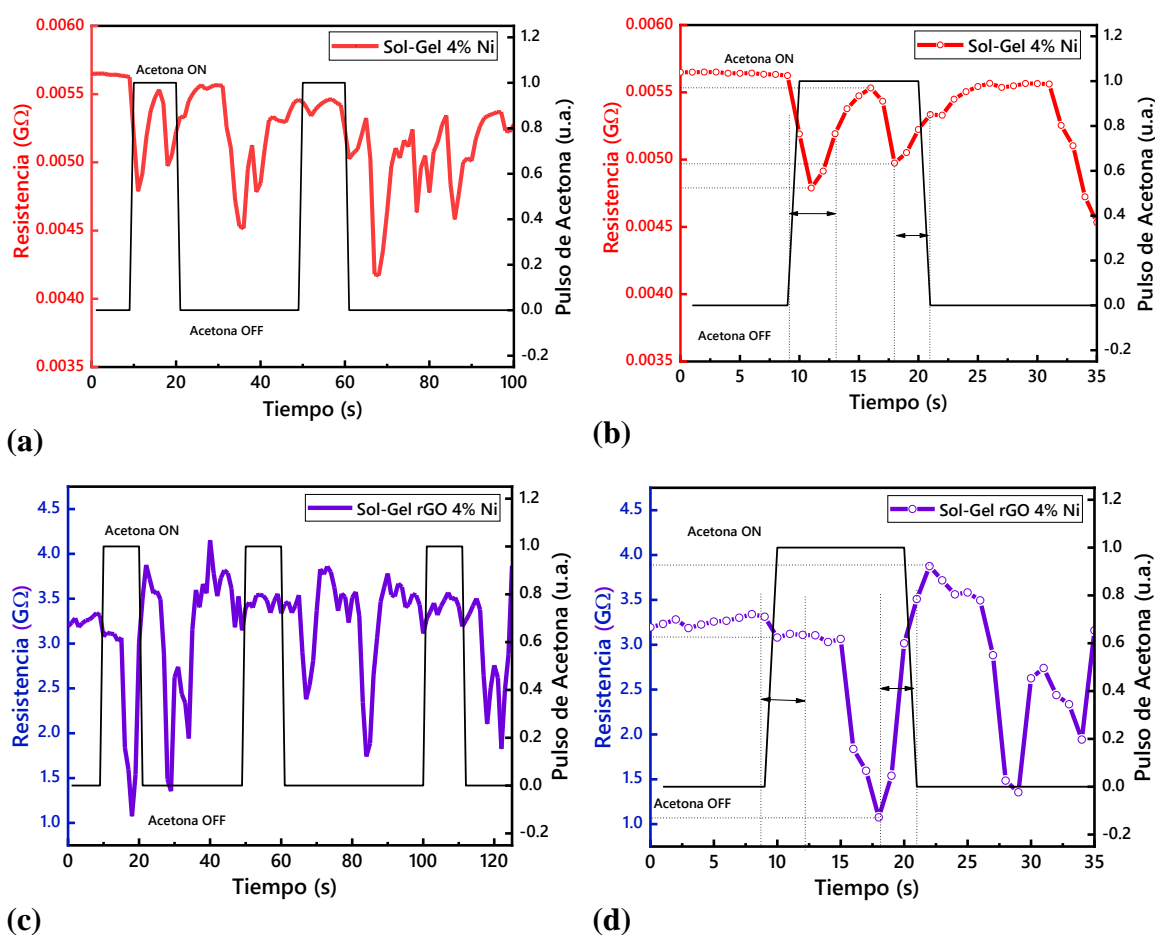 0.0060
0.0055
0.0050
0.0045
0.0040
0.0035
Resistencia (GΩ)
Sol-Gel 4% Ni
Acetona ON
Acetona OFF
1.2
1.0
0.8
0.6
0.4
0.2
0.0
-0.2
Pulso de Acetona (u.a.)
0 20 40 60 80 100
Tiempo (s)
(a)
0.0060
0.0055
0.0050
0.0045
0.0040
0.0035
Resistencia (GΩ)
Sol-Gel 4% Ni
Acetona ON
Acetona OFF
1.2
1.0
0.8
0.6
0.4
0.2
0.0
-0.2
Pulso de Acetona (u.a.)
0 5 10 15 20 25 30 35
Tiempo (s)
(b)
4.5
4.0
3.5
3.0
2.5
2.0
1.5
1.0
Resistencia (GΩ)
Sol-Gel rGO 4% Ni
Acetona ON
Acetona OFF
1.2
1.0
0.8
0.6
0.4
0.2
0.0
-0.2
Pulso de Acetona (u.a.)
0 20 40 60 80 100 120
Tiempo (s)
(c)
4.5
4.0
3.5
3.0
2.5
2.0
1.5
1.0
Resistencia (GΩ)
Sol-Gel rGO 4% Ni
Acetona ON
Acetona OFF
1.2
1.0
0.8
0.6
0.4
0.2
0.0
-0.2
Pulso de Acetona (u.a.)
0 5 10 15 20 25 30 35
Tiempo (s)
(d)